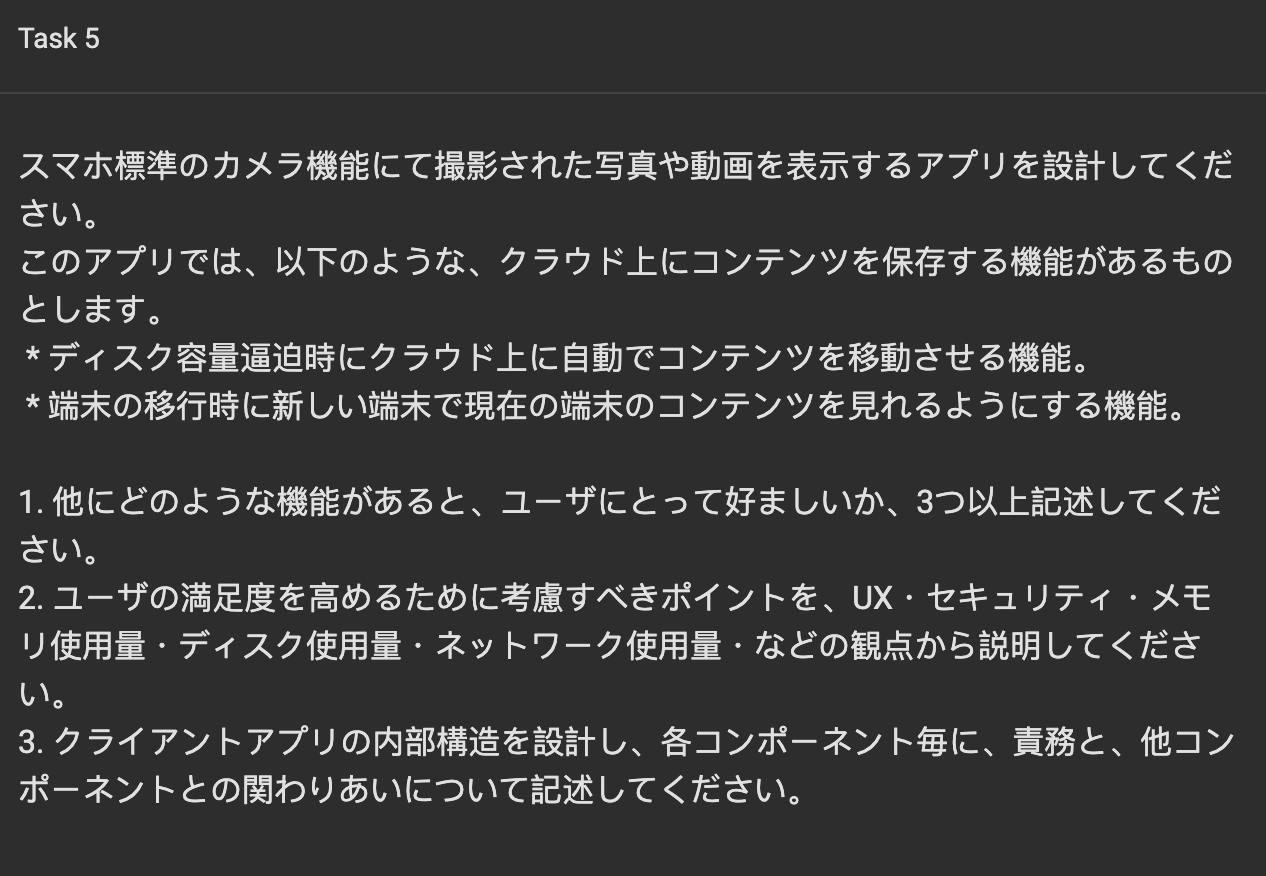 Task 5
スマホ標準のカメラ機能にて撮影された写真や動画を表示するアプリを設計してくだ
さい。
このアプリでは、以下のような、クラウド上にコンテンツを保存する機能があるもの
とします。
* ディスク容量逼迫時にクラウド上に自動でコンテンツを移動させる機能。
* 端末の移行時に新しい端末で現在の端末のコンテンツを見れるようにする機能。
1. 他にどのような機能があると、ユーザにとって好ましいか、3つ以上記述してくだ
さい。
2. ユーザの満足度を高めるために考慮すべきポイントを、UX・セキュリティ・メモ
リ使用量・ディスク使用量・ネットワーク使用量・などの観点から説明してくださ
い。
3. クライアントアプリの内部構造を設計し、各コンポーネント毎に、責務と、他コン
ポーネントとの関わりあいについて記述してください。